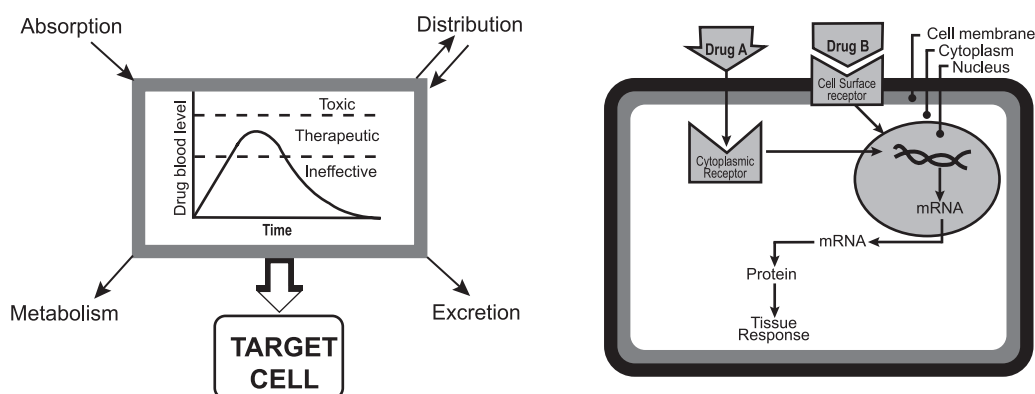 Absorption
Distribution
Drug blood level
Toxic
Therapeutic
Ineffective
Time
Metabolism
Excretion
TARGET
CELL
Drug A
Drug B
Cell membrane
Cytoplasm
Nucleus
Cell Surface
receptor
Cytoplasmic
Receptor
mRNA
mRNA
Protein
Tissue
Response